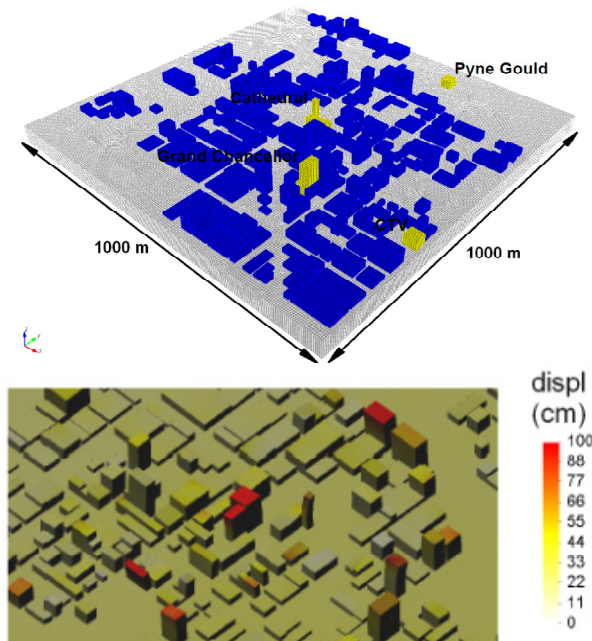 Pyne Gould
Cathedral
Grand Chancellor
CTV
1000 m
1000 m
displ
(cm)
100
88
77
66
55
44
33
22
11
0